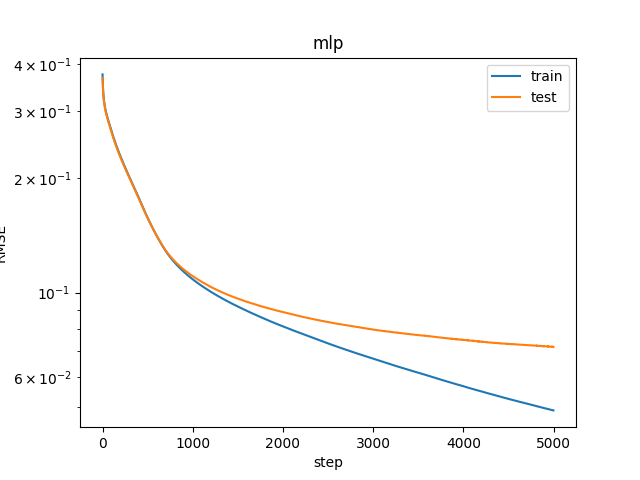 mlp
4 × 10⁻¹
3 × 10⁻¹
2 × 10⁻¹
10⁻¹
6 × 10⁻²
RMSE
train
test
0 1000 2000 3000 4000 5000
step